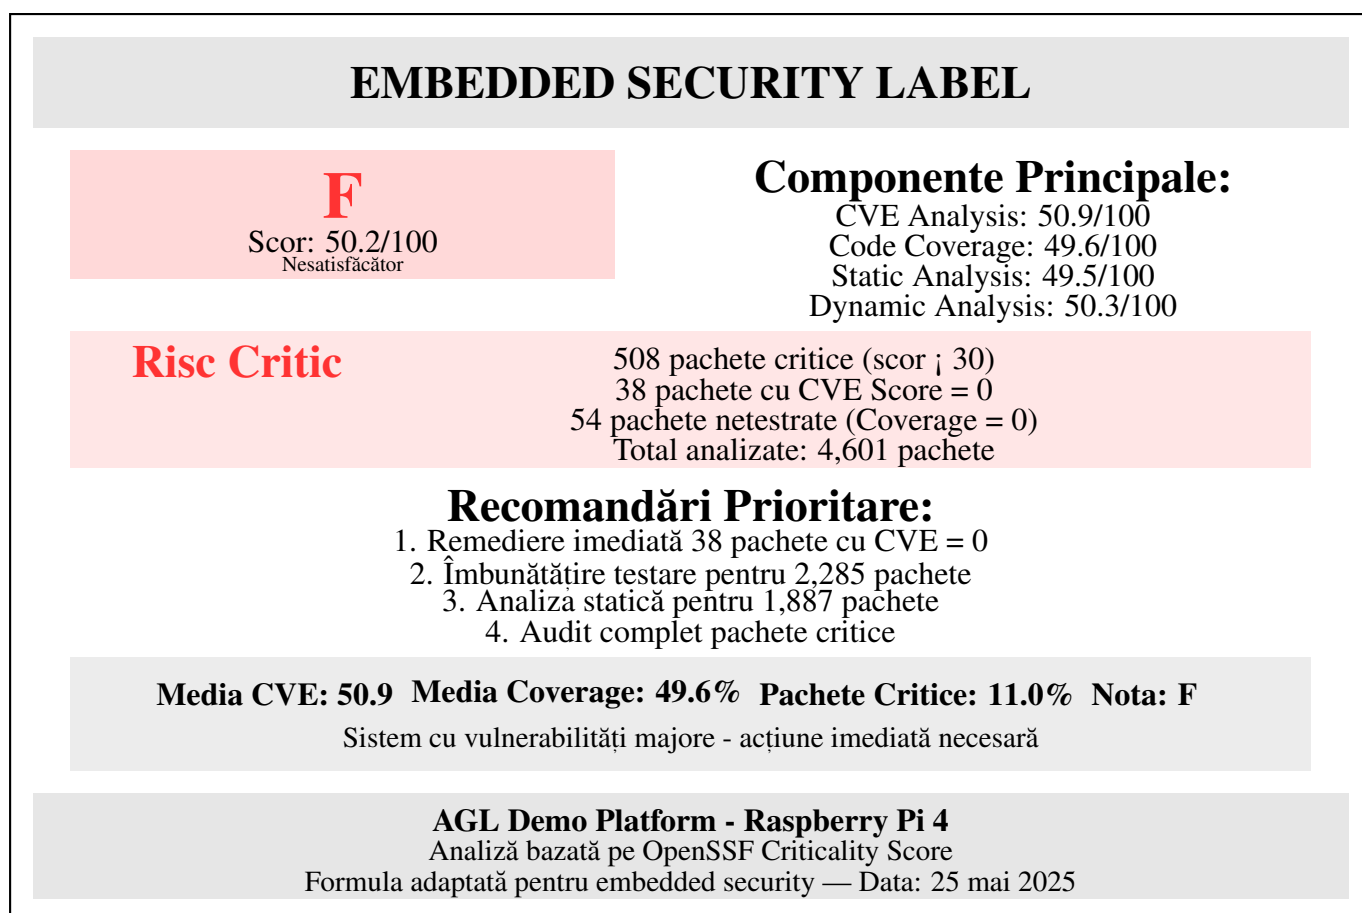 EMBEDDED SECURITY LABEL
F
Scor: 50.2/100
Nesatisfăcător
Componente Principale:
CVE Analysis: 50.9/100
Code Coverage: 49.6/100
Static Analysis: 49.5/100
Dynamic Analysis: 50.3/100
Risc Critic
508 pachete critice (scor ¡ 30)
38 pachete cu CVE Score = 0
54 pachete netestrate (Coverage = 0)
Total analizate: 4,601 pachete
Recomandări Prioritare:
1. Remediere imediată 38 pachete cu CVE = 0
2. Îmbunătățire testare pentru 2,285 pachete
3. Analiza statică pentru 1,887 pachete
4. Audit complet pachete critice
Media CVE: 50.9 Media Coverage: 49.6% Pachete Critice: 11.0% Nota: F
Sistem cu vulnerabilități majore - acțiune imediată necesară
AGL Demo Platform - Raspberry Pi 4
Analiză bazată pe OpenSSF Criticality Score
Formula adaptată pentru embedded security — Data: 25 mai 2025